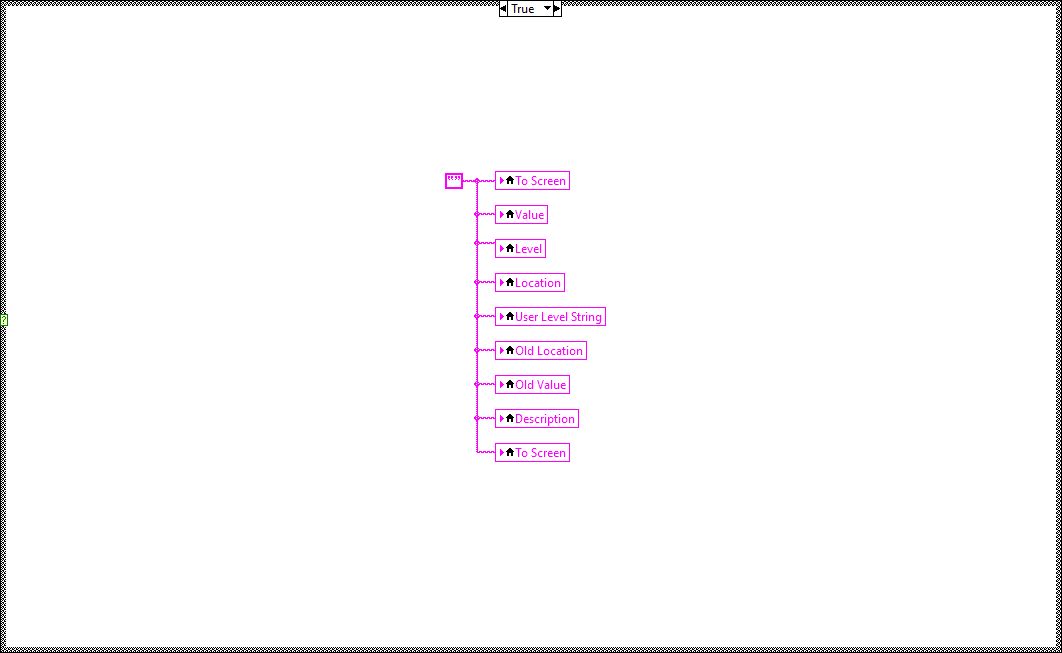 True
To Screen
Value
Level
Location
User Level String
Old Location
Old Value
Description
To Screen
?